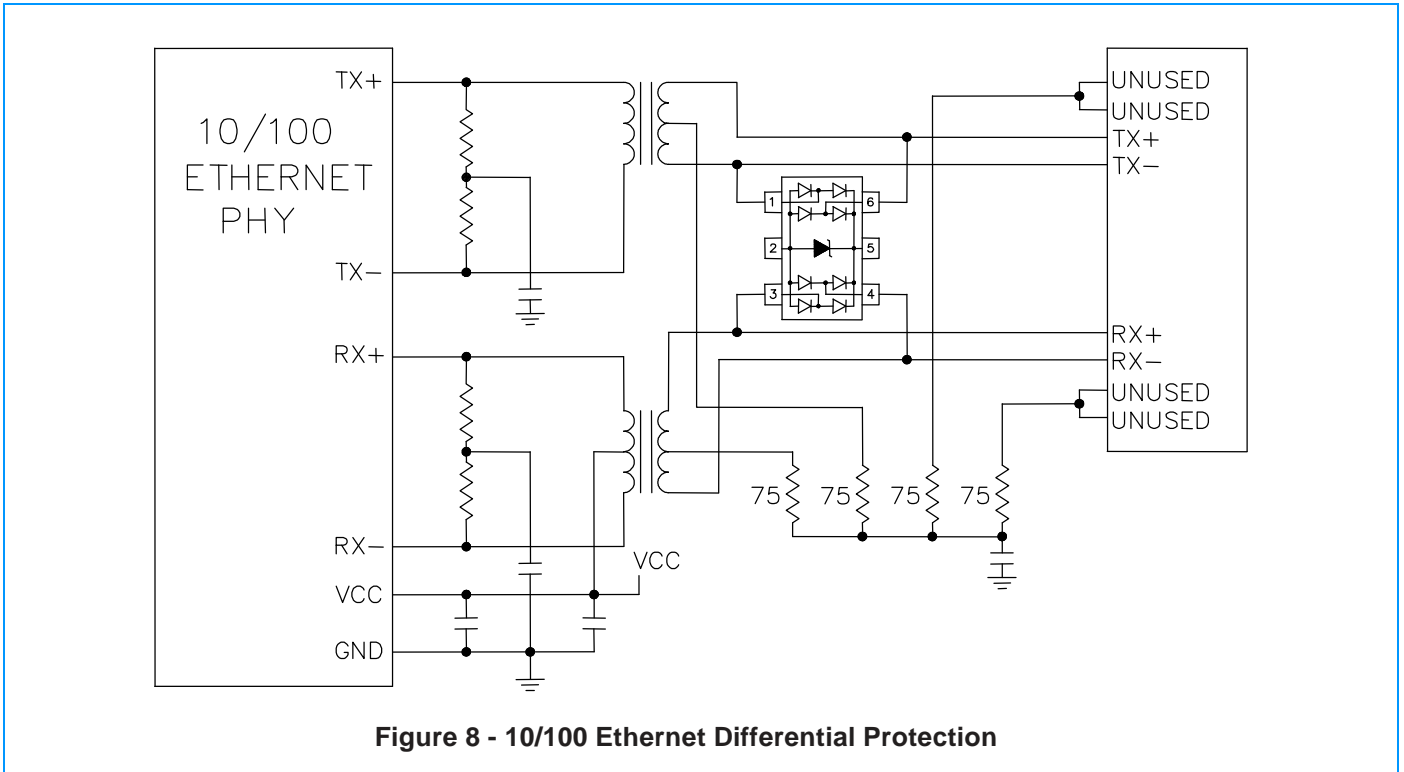 10/100
ETHERNET
PHY
TX+
TX-
RX+
RX-
VCC
GND
VCC
1
2
3
6
5
4
75
75
75
75
UNUSED
UNUSED
TX+
TX-
RX+
RX-
UNUSED
UNUSED
Figure 8 - 10/100 Ethernet Differential Protection